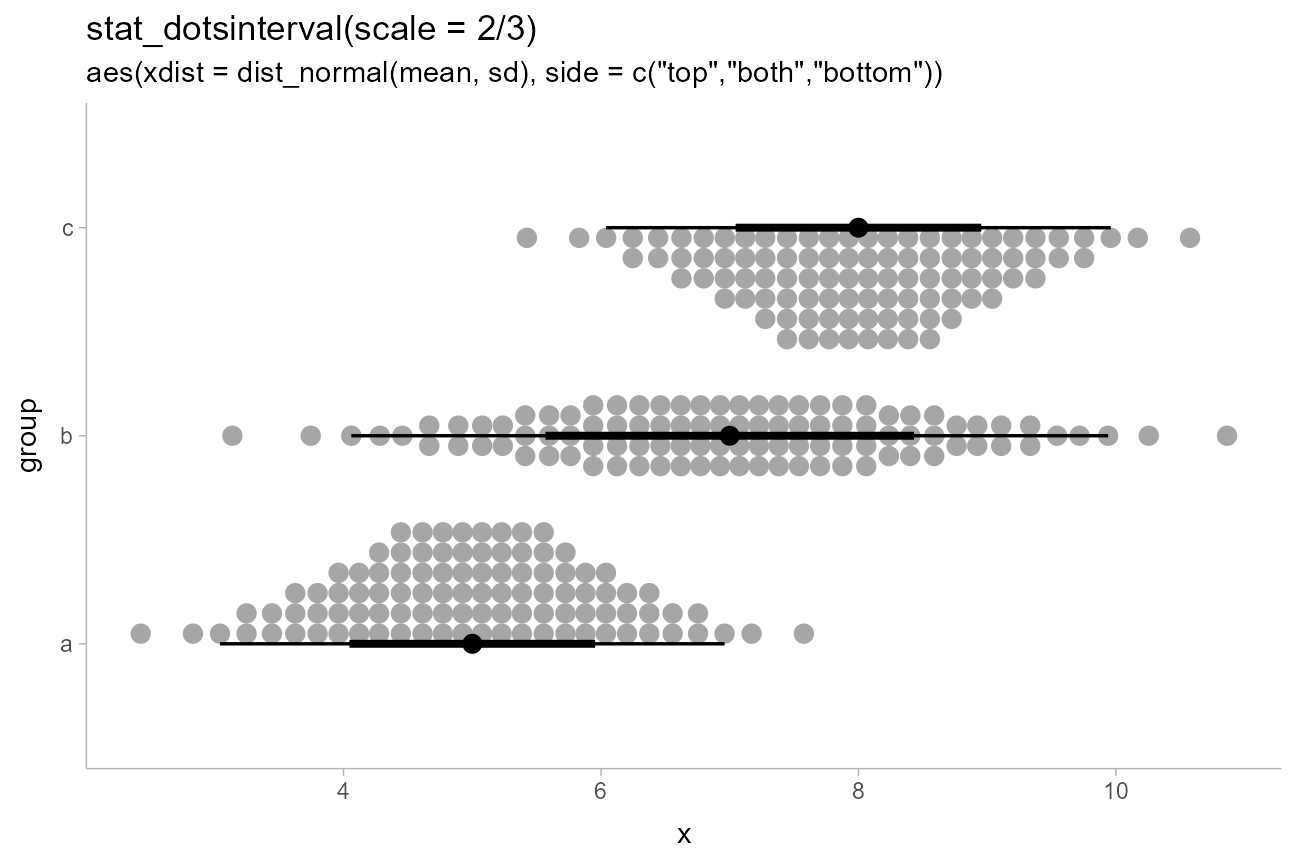 stat_dotsinterval(scale = 2/3)
aes(xdist = dist_normal(mean, sd), side = c("top","both","bottom"))
c
b
a
group
4 6 8 10
x